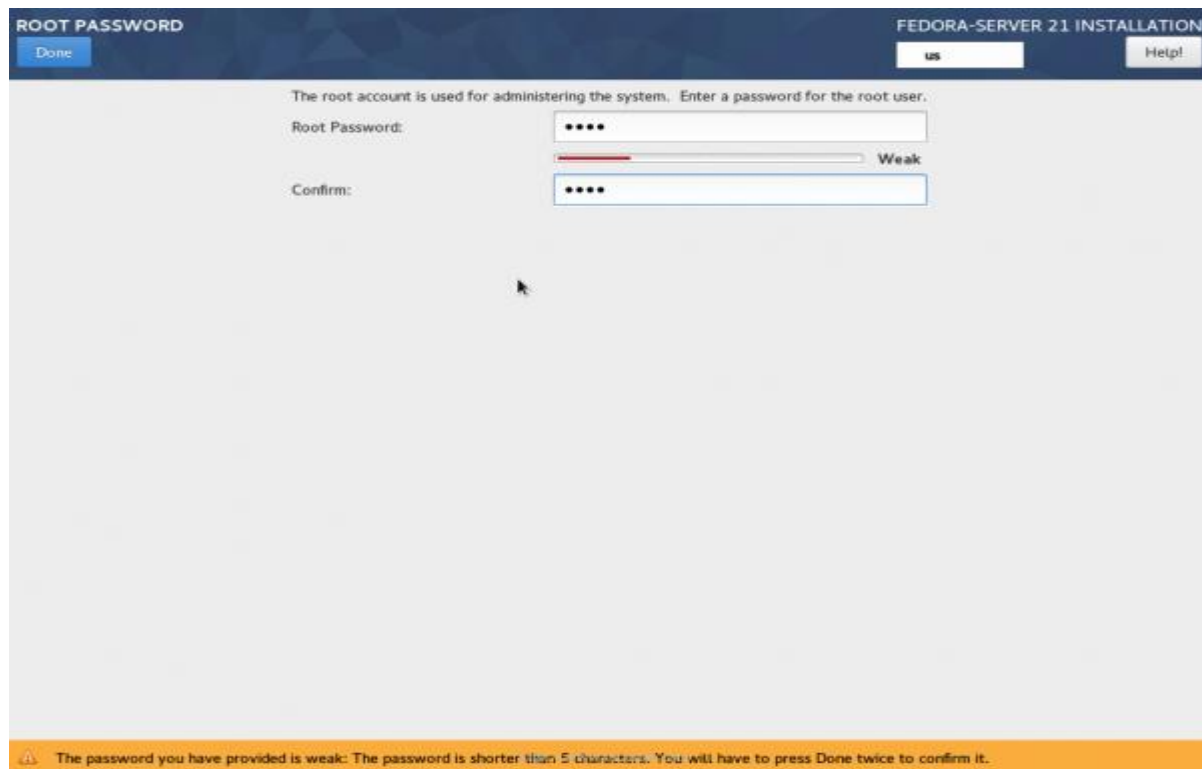 ROOT PASSWORD
FEDORA-SERVER 21 INSTALLATION
Done
us
Help!
The root account is used for administering the system. Enter a password for the root user.
Root Password:
••••
Weak
Confirm:
••••
The password you have provided is weak: The password is shorter than 5 characters. You will have to press Done twice to confirm it.